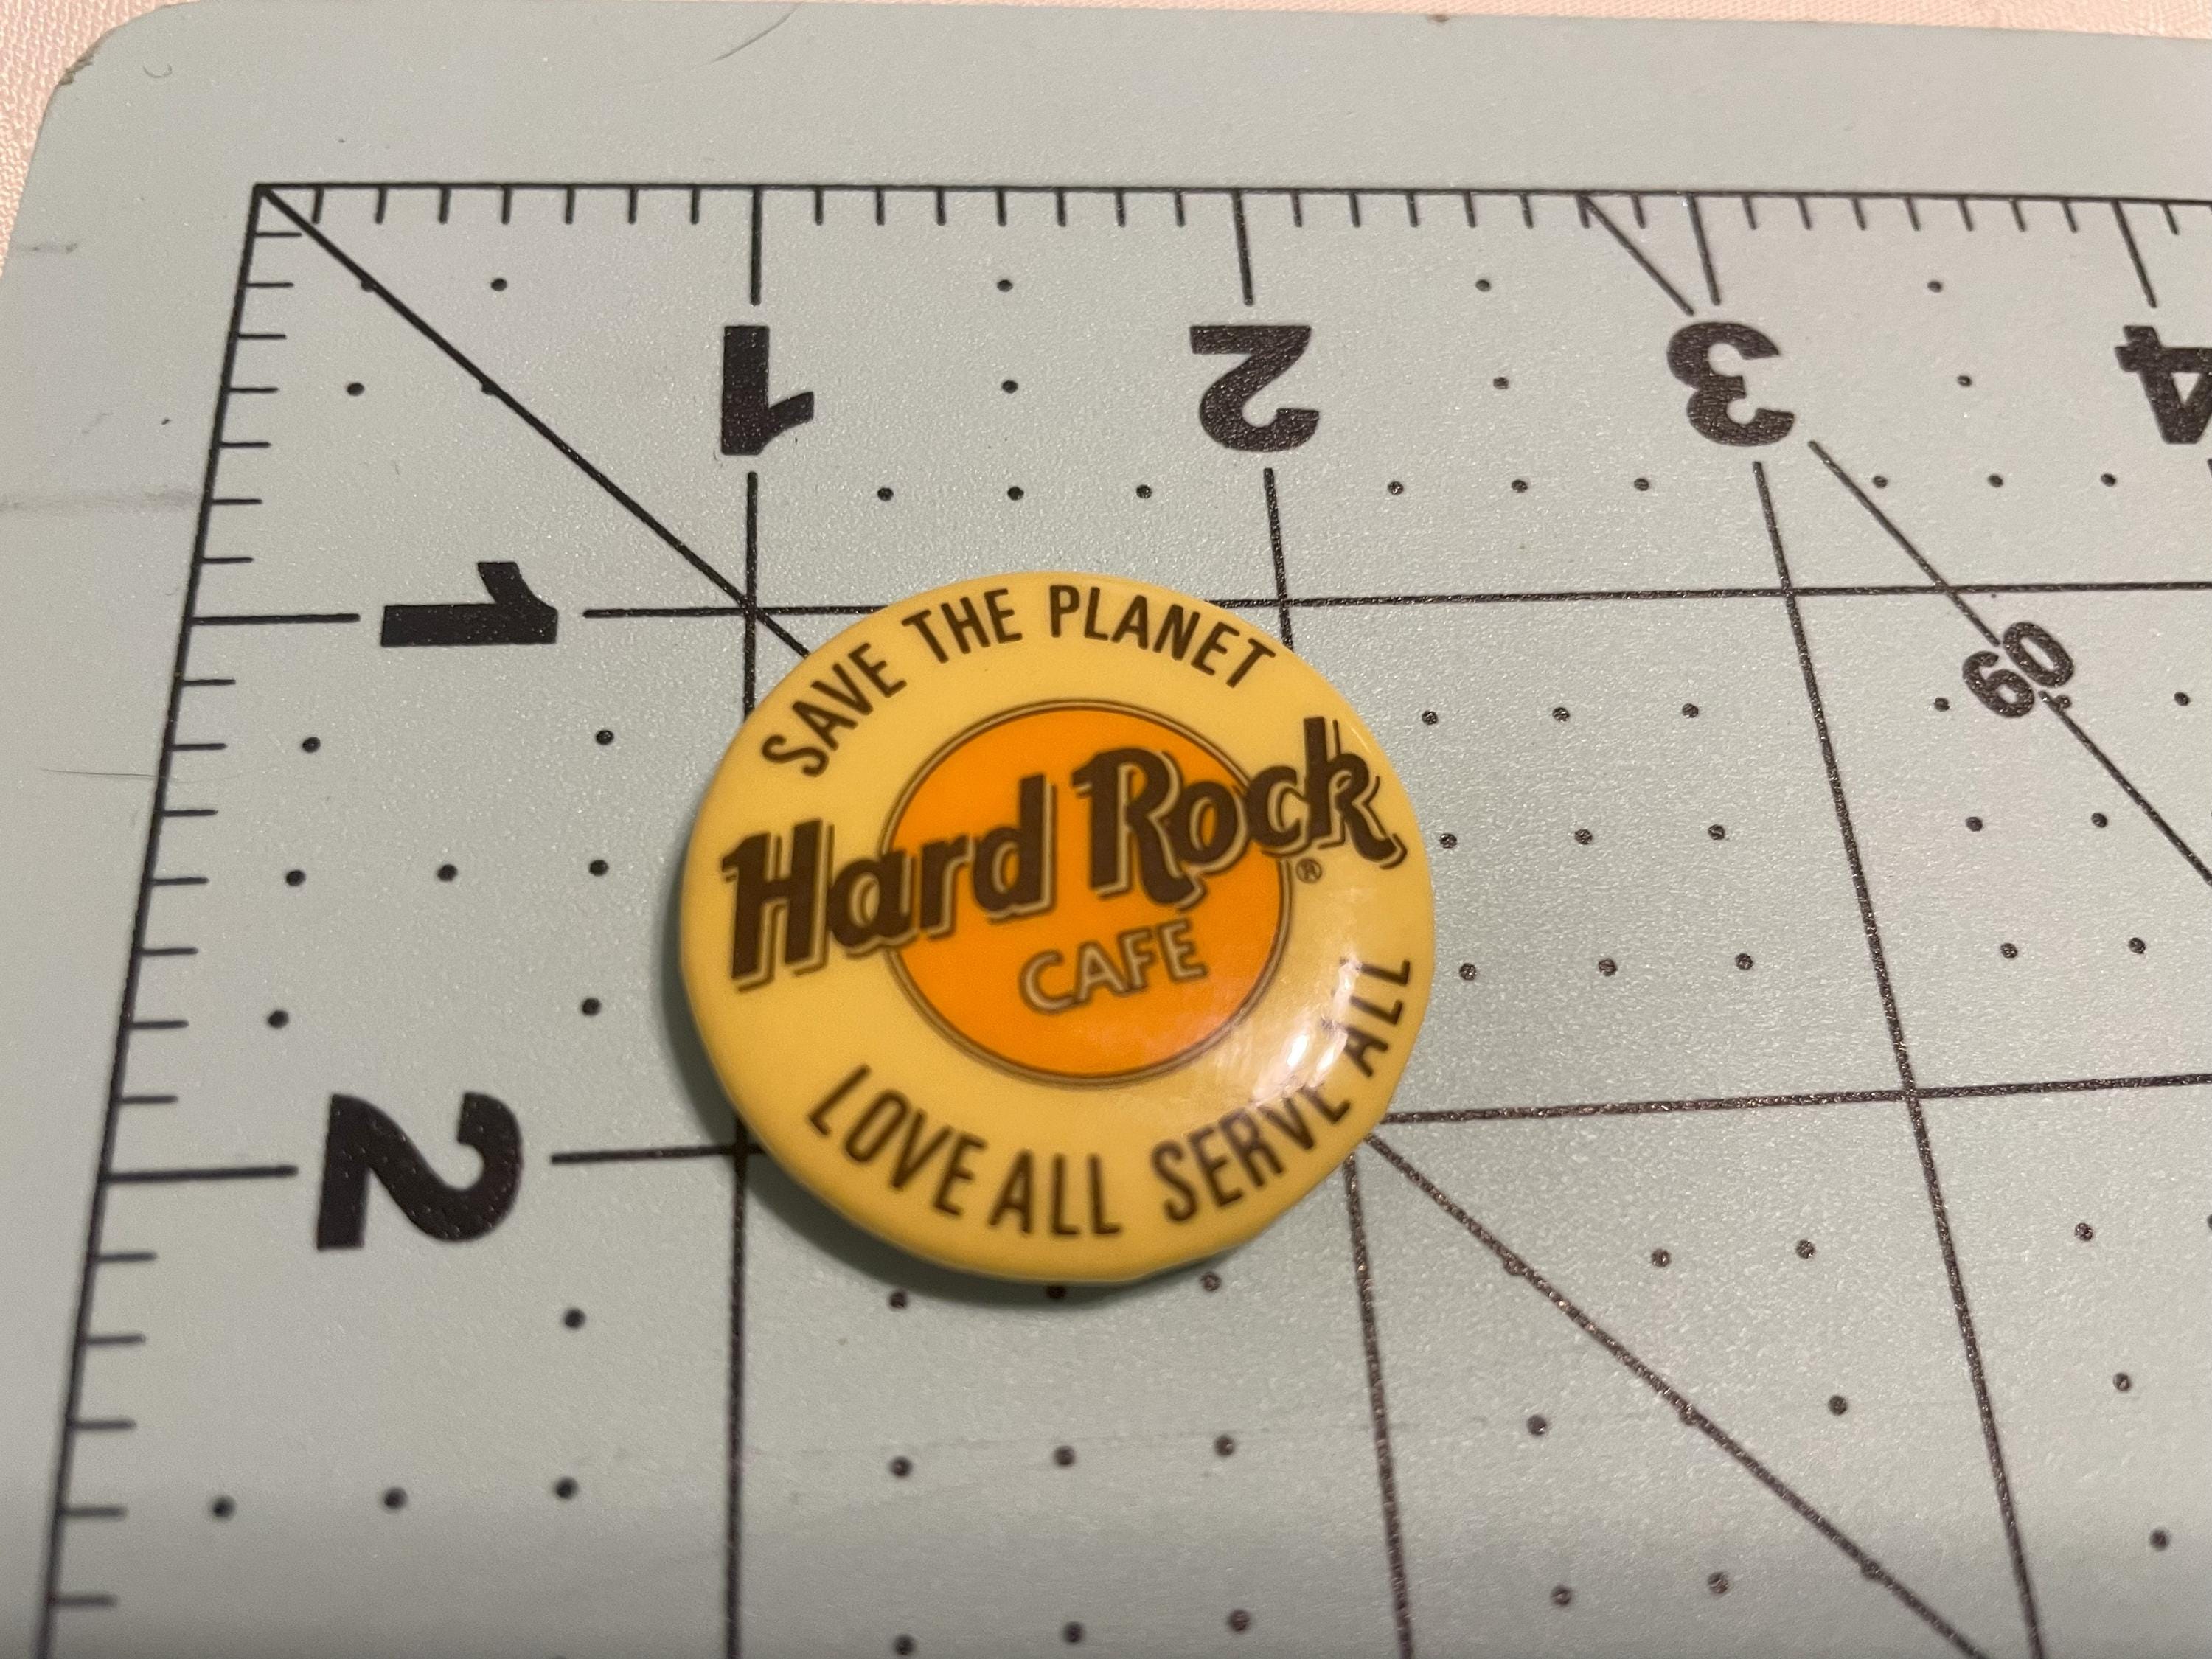 1 2 3 4
1
60
2
SAVE THE PLANET
Hard Rock
®
CAFE
LOVE ALL SERVE ALL